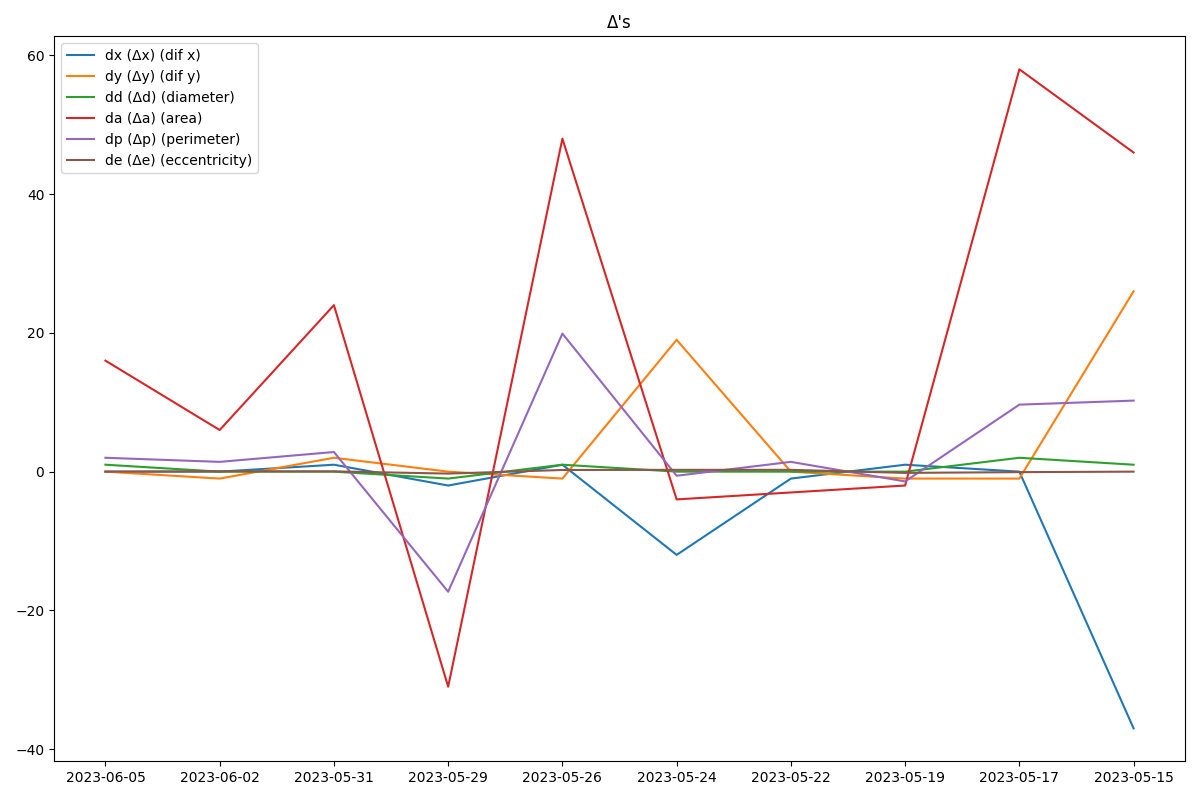 Δ's
dx (Δx) (dif x)
dy (Δy) (dif y)
dd (Δd) (diameter)
da (Δa) (area)
dp (Δp) (perimeter)
de (Δe) (eccentricity)
60
40
20
0
−20
−40
2023-06-05 2023-06-02 2023-05-31 2023-05-29 2023-05-26 2023-05-24 2023-05-22 2023-05-19 2023-05-17 2023-05-15